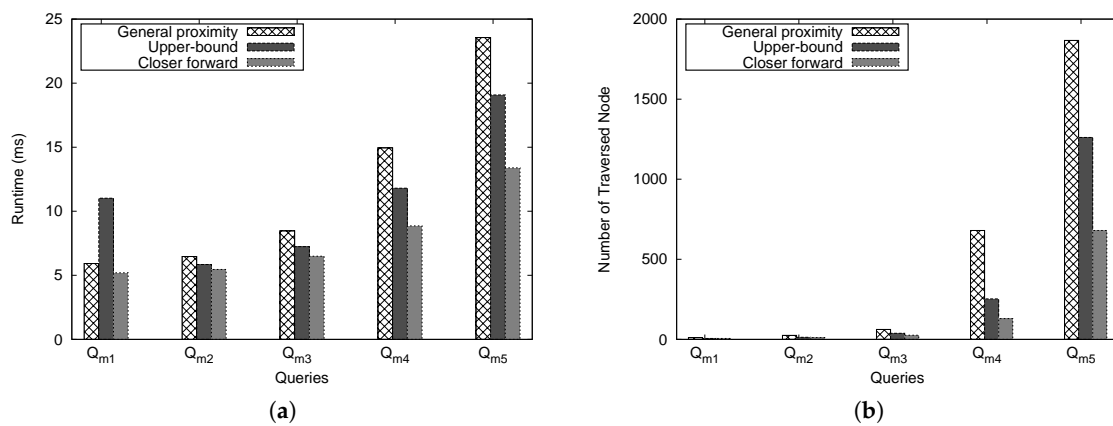 25
20
15
10
5
0
Runtime (ms)
General proximity
Upper-bound
Closer forward
Qm1 Qm2 Qm3 Qm4 Qm5
Queries
(a)
2000
1500
1000
500
0
Number of Traversed Node
General proximity
Upper-bound
Closer forward
Qm1 Qm2 Qm3 Qm4 Qm5
Queries
(b)